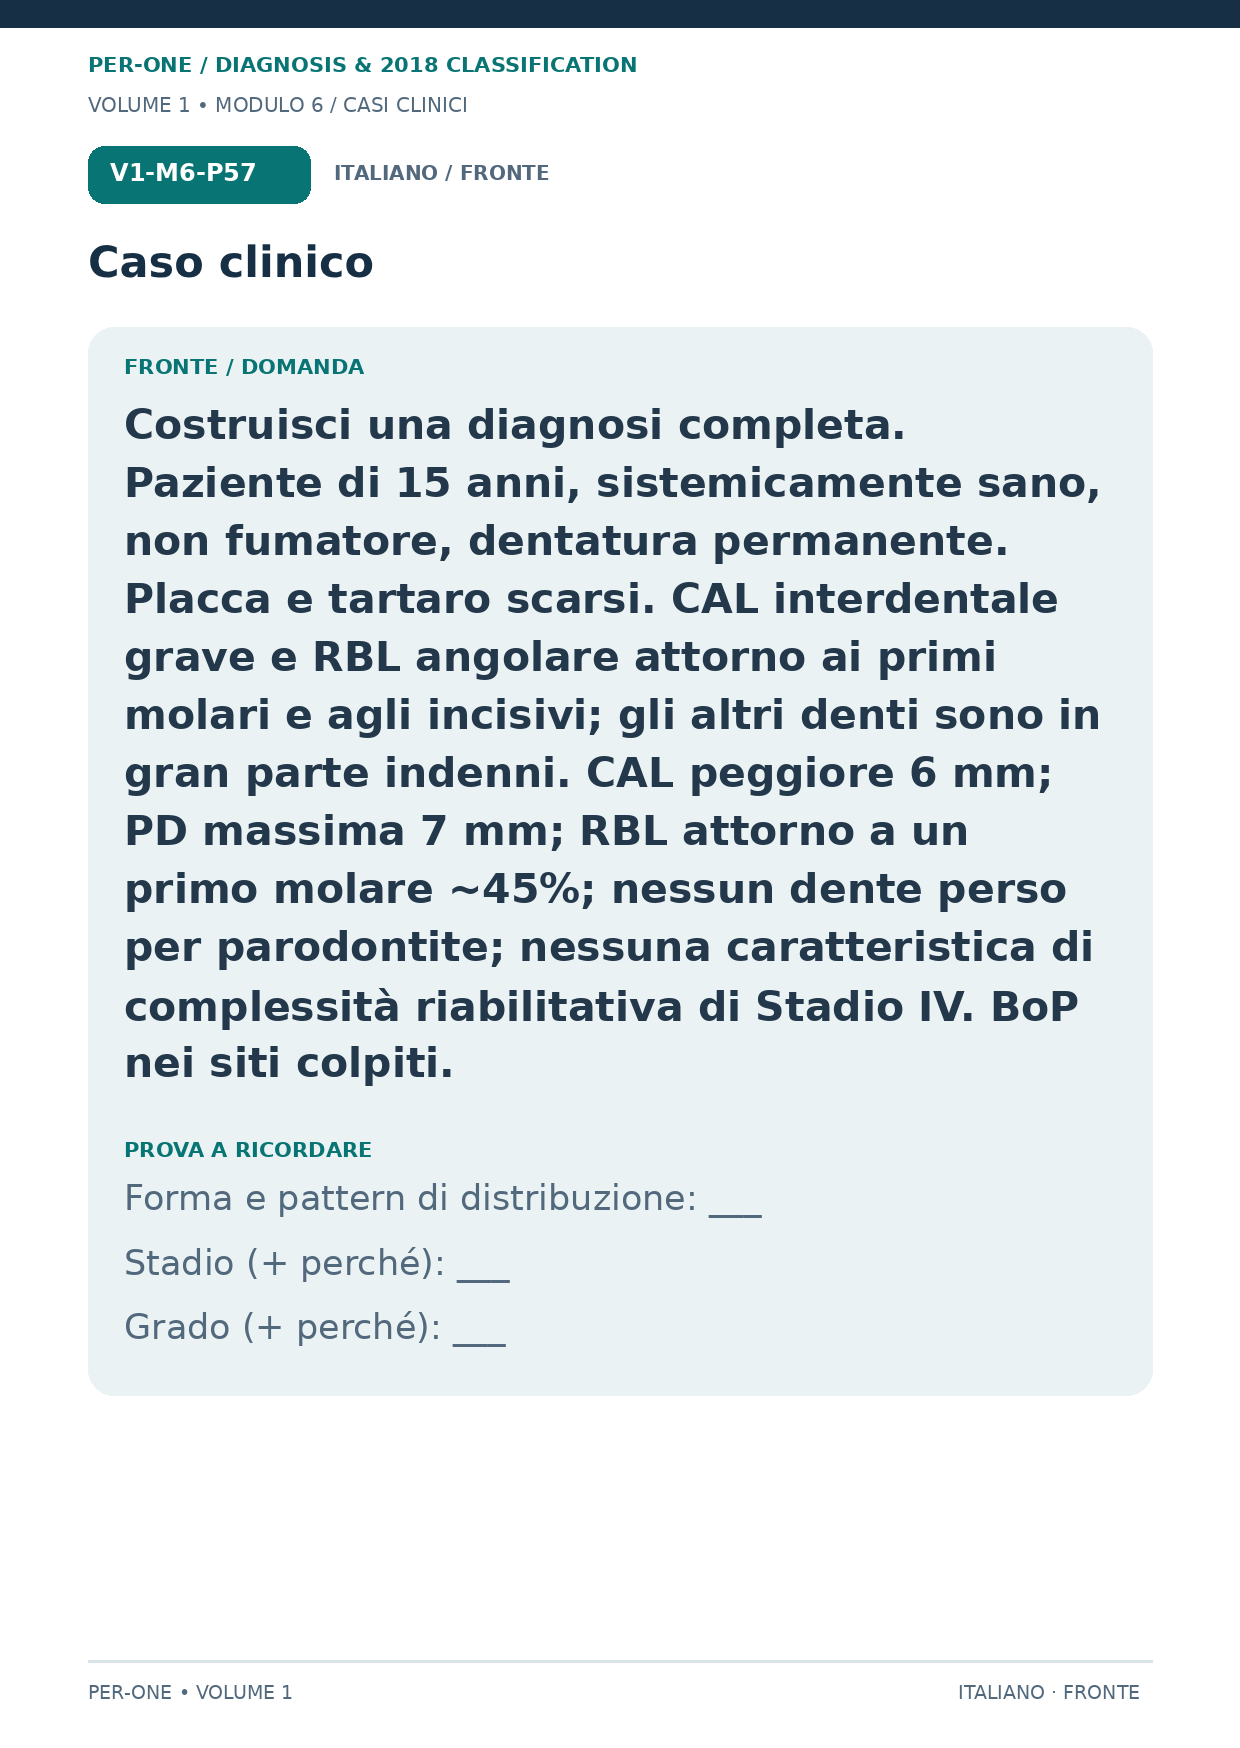 PER-ONE / DIAGNOSIS & 2018 CLASSIFICATION
VOLUME 1 • MODULO 6 / CASI CLINICI
V1-M6-P57
ITALIANO / FRONTE
Caso clinico
FRONTE / DOMANDA
Costruisci una diagnosi completa.
Paziente di 15 anni, sistemicamente sano,
non fumatore, dentatura permanente.
Placca e tartaro scarsi. CAL interdentale
grave e RBL angolare attorno ai primi
molari e agli incisivi; gli altri denti sono in
gran parte indenni. CAL peggiore 6 mm;
PD massima 7 mm; RBL attorno a un
primo molare ~45%; nessun dente perso
per parodontite; nessuna caratteristica di
complessità riabilitativa di Stadio IV. BoP
nei siti colpiti.
PROVA A RICORDARE
Forma e pattern di distribuzione: ___
Stadio (+ perché): ___
Grado (+ perché): ___
PER-ONE • VOLUME 1
ITALIANO · FRONTE